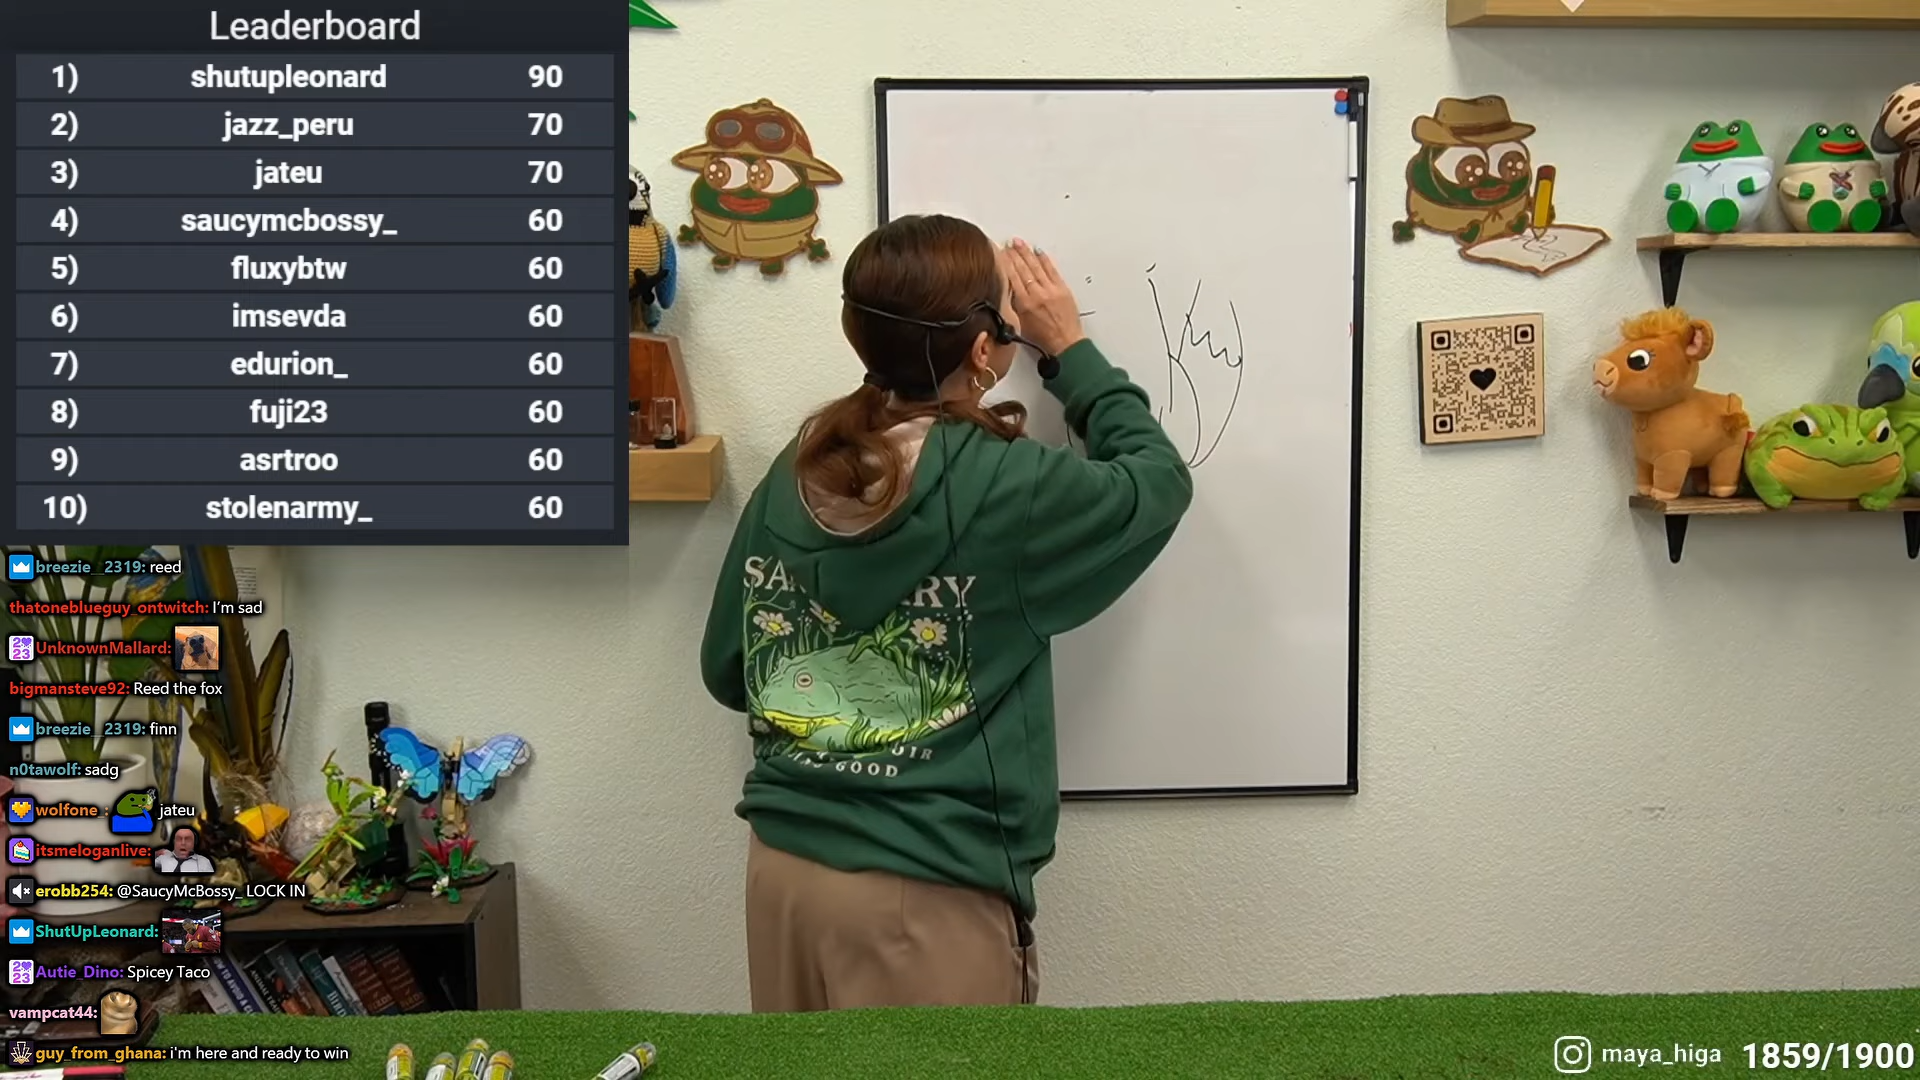 Leaderboard
1) shutupleonard 90
2) jazz_peru 70
3) jateu 70
4) saucymcbossy_ 60
5) fluxybtw 60
6) imsevda 60
7) edurion_ 60
8) fuji23 60
9) asrtroo 60
10) stolenarmy_ 60
breezie_2319: reed
thatoneblueguy_ontwitch: I'm sad
UnknownMallard:
bigmansteve92: Reed the fox
breezie_2319: finn
n0tawolf: sadg
wolfone_: jateu
itsmeloganlive:
erobb254: @SaucyMcBossy_ LOCK IN
ShutUpLeonard:
Autie_Dino: Spicey Taco
vampcat44:
guy_from_ghana: i'm here and ready to win
GOOD
maya_higa 1859/1900